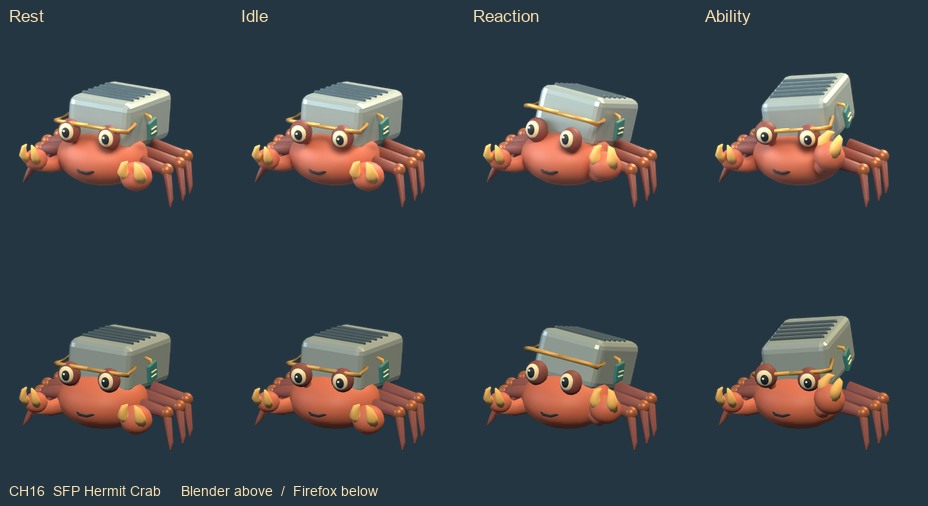 Rest
Idle
Reaction
Ability
CH16 SFP Hermit Crab Blender above / Firefox below